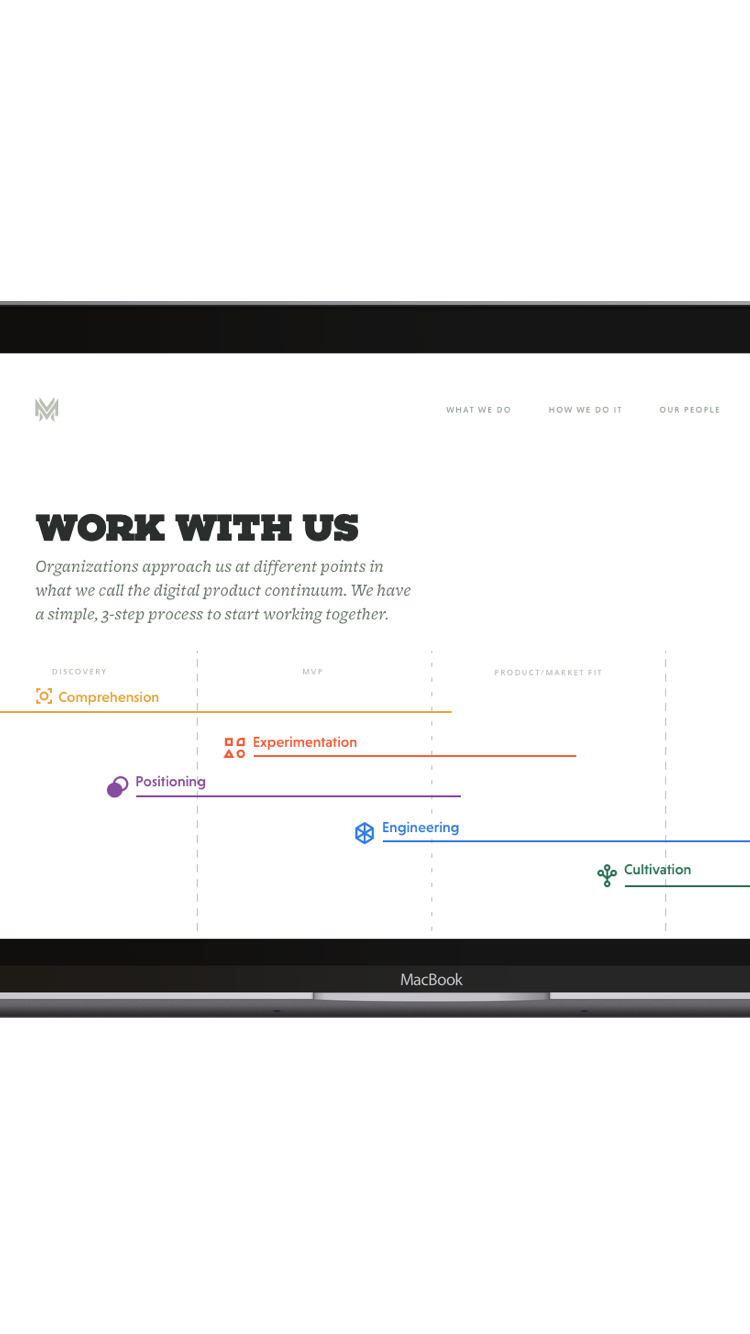 WHAT WE DO HOW WE DO IT OUR PEOPLE
WORK WITH US
Organizations approach us at different points in
what we call the digital product continuum. We have
a simple, 3-step process to start working together.
DISCOVERY MVP PRODUCT/MARKET FIT
Comprehension
Experimentation
Positioning
Engineering
Cultivation
MacBook